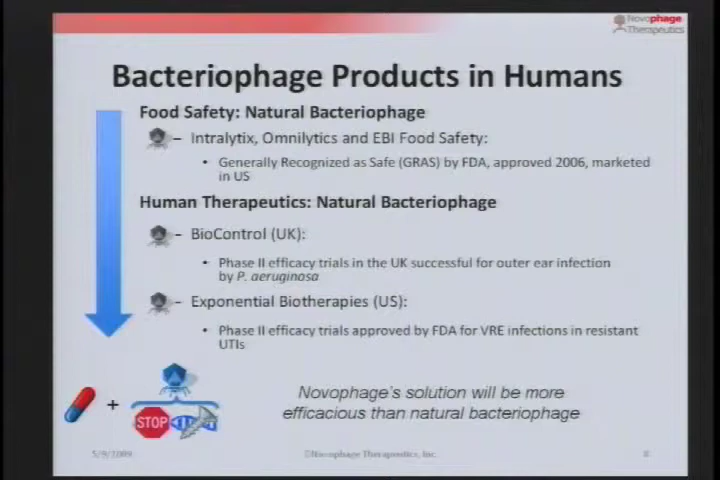 Novophage
Therapeutics
Bacteriophage Products in Humans
Food Safety: Natural Bacteriophage
– Intralytix, Omnilytics and EBI Food Safety:
• Generally Recognized as Safe (GRAS) by FDA, approved 2006, marketed
in US
Human Therapeutics: Natural Bacteriophage
– BioControl (UK):
• Phase II efficacy trials in the UK successful for outer ear infection
by P. aeruginosa
– Exponential Biotherapies (US):
• Phase II efficacy trials approved by FDA for VRE infections in resistant
UTIs
+
STOP
Novophage's solution will be more
efficacious than natural bacteriophage
5/9/2009
©Novophage Therapeutics, Inc.